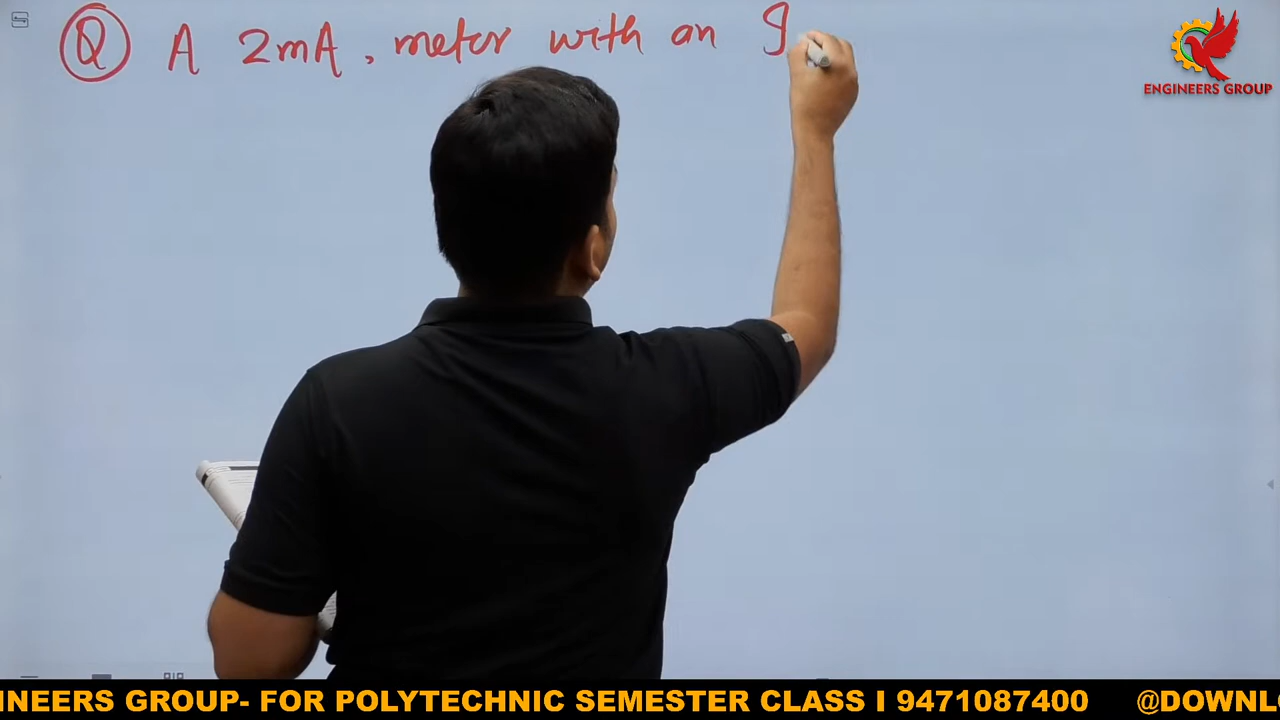 Q A 2mA, meter with an I
ENGINEERS GROUP
INEERS GROUP- FOR POLYTECHNIC SEMESTER CLASS I 9471087400 @DOWNL